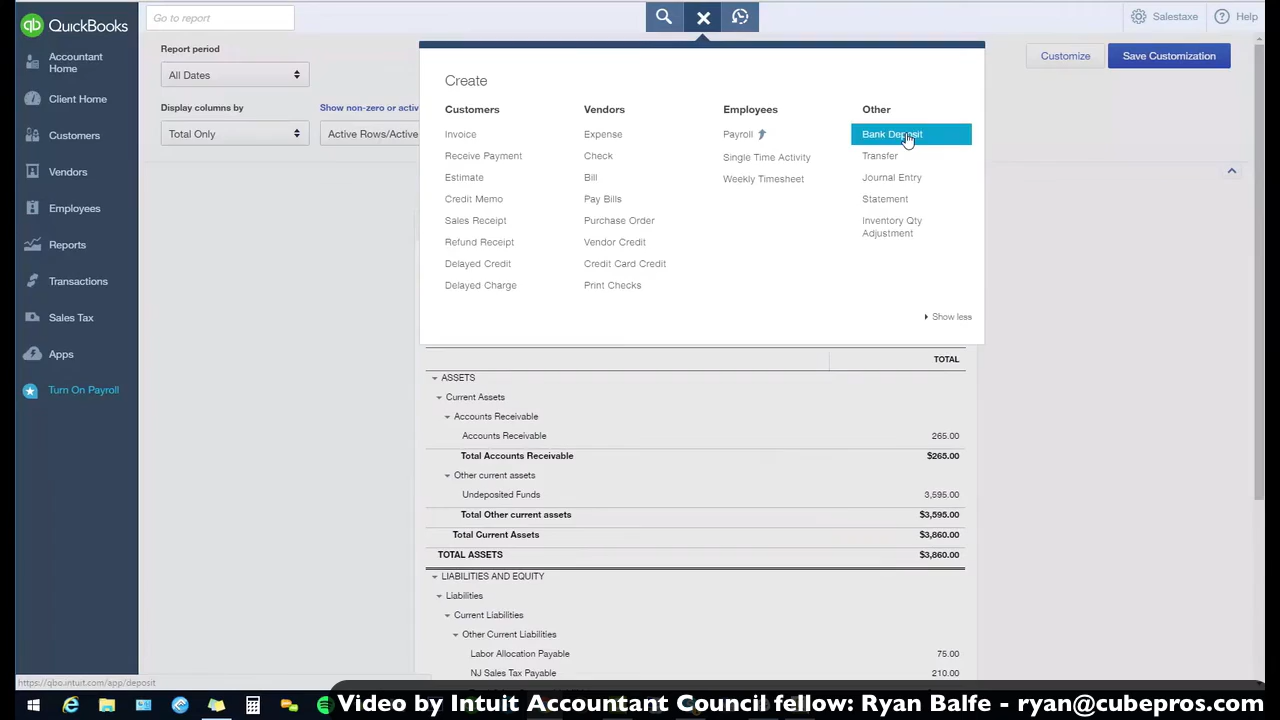 QuickBooks
Go to report
Salestaxe
Help
Accountant
Home
Client Home
Customers
Vendors
Employees
Reports
Transactions
Sales Tax
Apps
Turn On Payroll
Report period
All Dates
Display columns by
Show non-zero or activ
Total Only
Active Rows/Active
Customize
Save Customization
Create
Customers
Invoice
Receive Payment
Estimate
Credit Memo
Sales Receipt
Refund Receipt
Delayed Credit
Delayed Charge
Vendors
Expense
Check
Bill
Pay Bills
Purchase Order
Vendor Credit
Credit Card Credit
Print Checks
Employees
Payroll
Single Time Activity
Weekly Timesheet
Other
Bank Deposit
Transfer
Journal Entry
Statement
Inventory Qty
Adjustment
Show less
TOTAL
ASSETS
Current Assets
Accounts Receivable
Accounts Receivable 265.00
Total Accounts Receivable $265.00
Other current assets
Undeposited Funds 3,595.00
Total Other current assets $3,595.00
Total Current Assets $3,860.00
TOTAL ASSETS $3,860.00
LIABILITIES AND EQUITY
Liabilities
Current Liabilities
Other Current Liabilities
Labor Allocation Payable 75.00
NJ Sales Tax Payable 210.00
https://qbo.intuit.com/app/deposit
Video by Intuit Accountant Council fellow: Ryan Balfe - ryan@cubepros.com